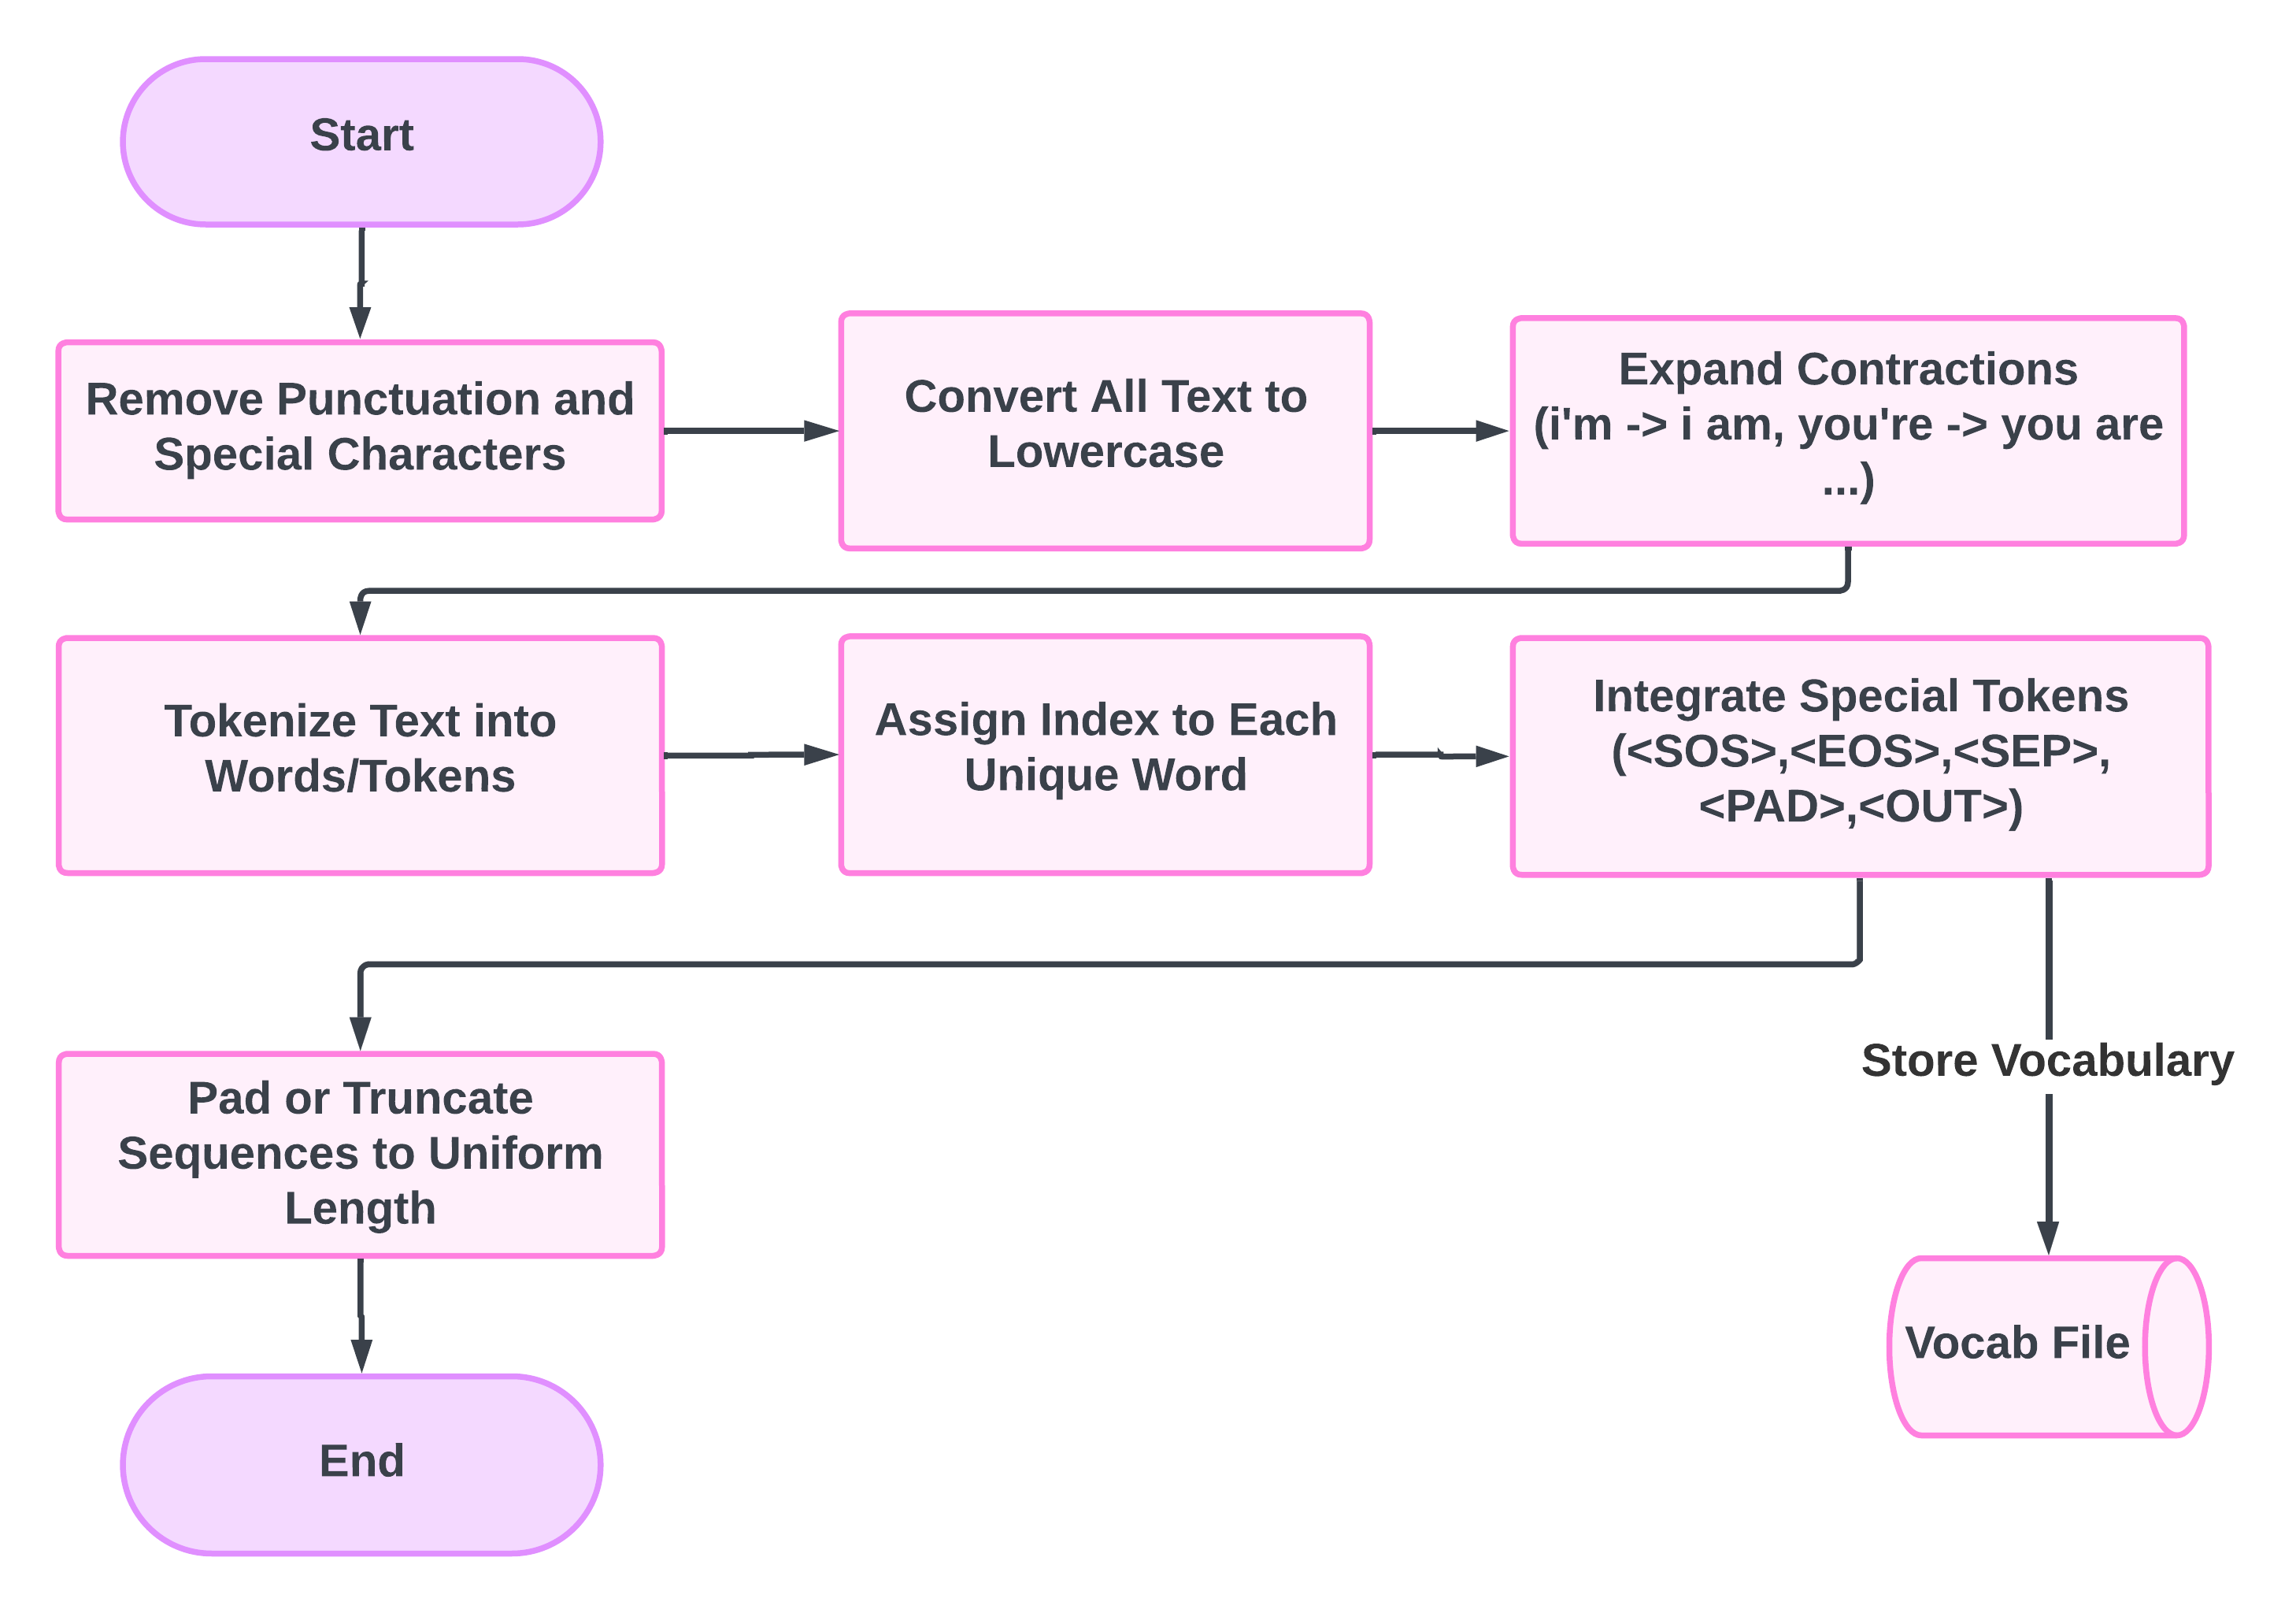 Start
Remove Punctuation and
Special Characters
Convert All Text to
Lowercase
Expand Contractions
(i'm -> i am, you're -> you are
...)
Tokenize Text into
Words/Tokens
Assign Index to Each
Unique Word
Integrate Special Tokens
(<SOS>,<EOS>,<SEP>,
<PAD>,<OUT>)
Pad or Truncate
Sequences to Uniform
Length
Store Vocabulary
Vocab File
End